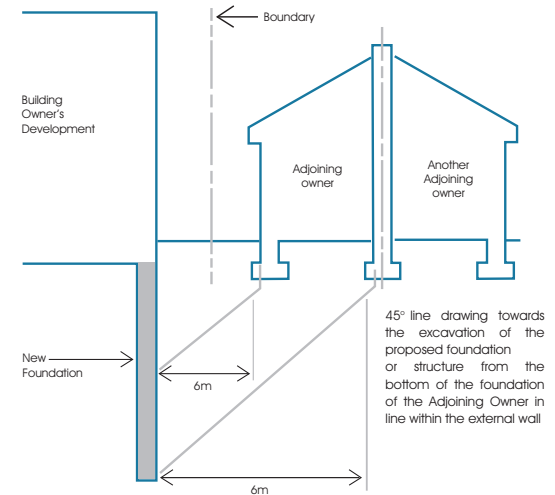 Boundary
Building
Owner's
Development
Adjoining
owner
Another
Adjoining
owner
45° line drawing towards
the excavation of the
proposed foundation
or structure from the
bottom of the foundation
of the Adjoining Owner in
line within the external wall
New
Foundation
6m
6m